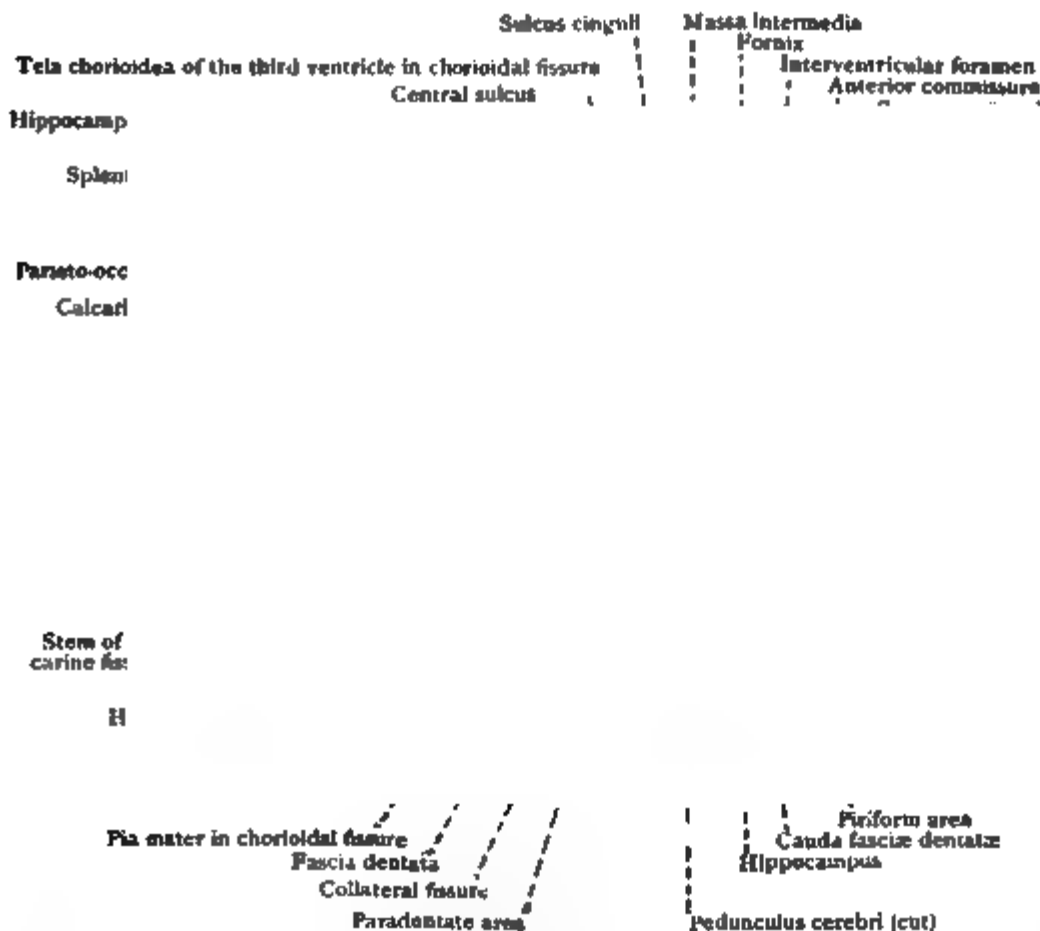 Sulcus cinguli
Massa Intermedia
Fornix
Tela chorioidea of the third ventricle in chorioidal fissure
Interventricular foramen
Central sulcus
Anterior commissure
Hippocamp
Splen
Parieto-occ
Calcari
Stem of
carine fis
H
Piriform area
Pia mater in chorioidal fissure
Cauda fasciæ dentatæ
Fascia dentata
Hippocampus
Collateral fissure
Paradentate area
Pedunculus cerebri (cut)